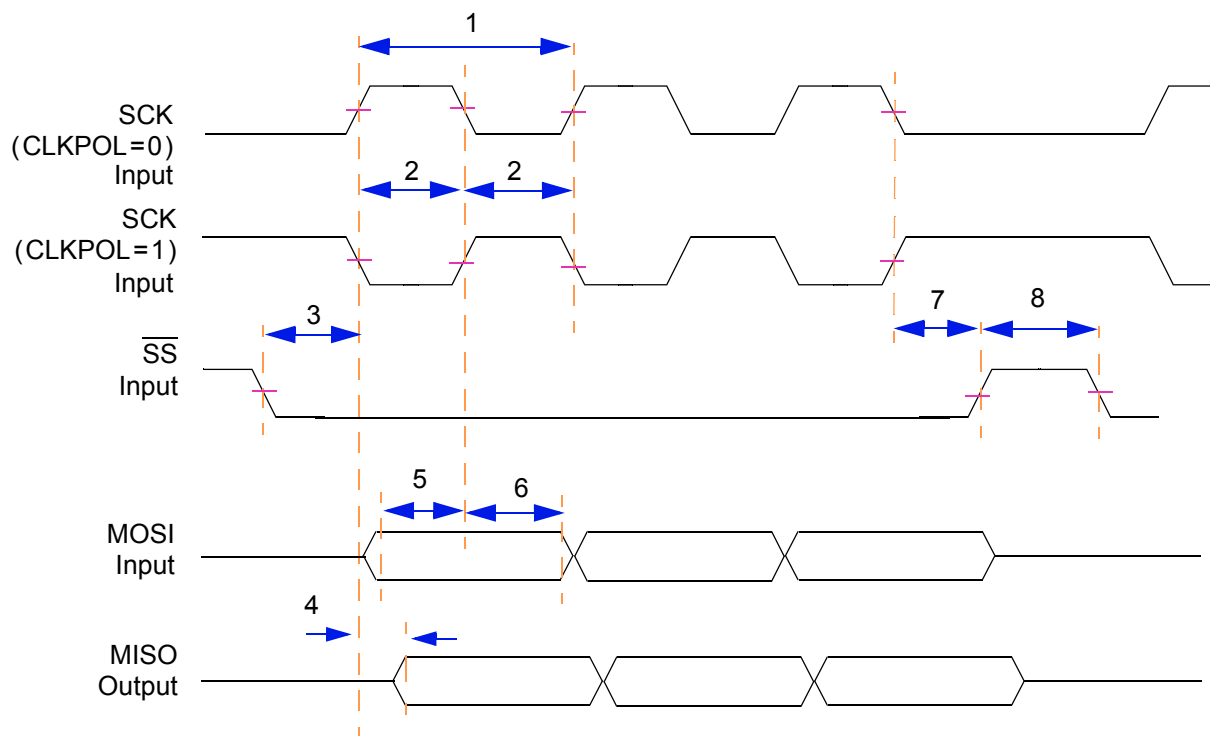 1
SCK
(CLKPOL=0)
Input
2
2
SCK
(CLKPOL=1)
Input
3
7
8
SS
Input
5
6
MOSI
Input
4
MISO
Output